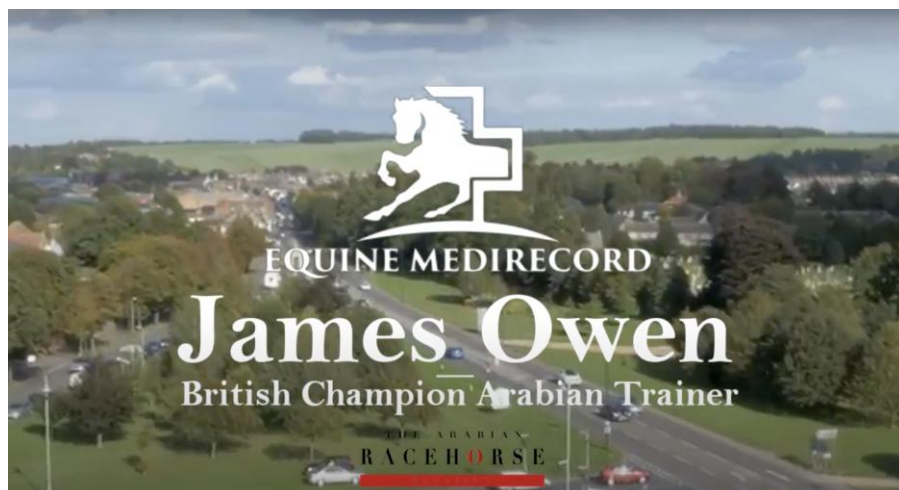 EQUINE MEDIRECORD
James Owen
British Champion Arabian Trainer
THE ARABIAN
RACEHORSE